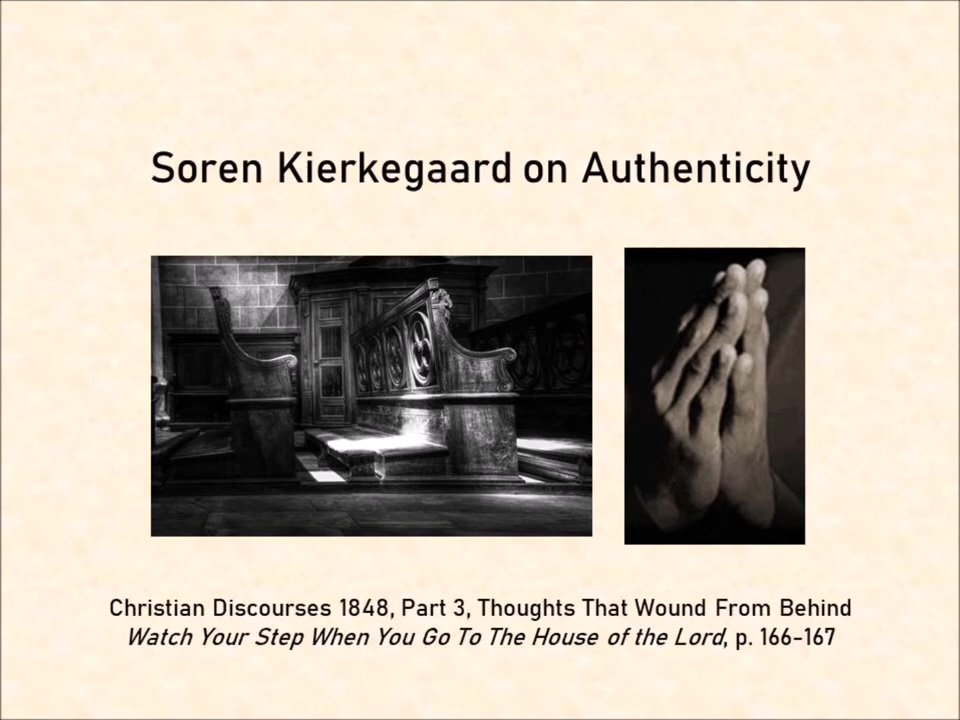 Soren Kierkegaard on Authenticity
Christian Discourses 1848, Part 3, Thoughts That Wound From Behind
Watch Your Step When You Go To The House of the Lord, p. 166-167